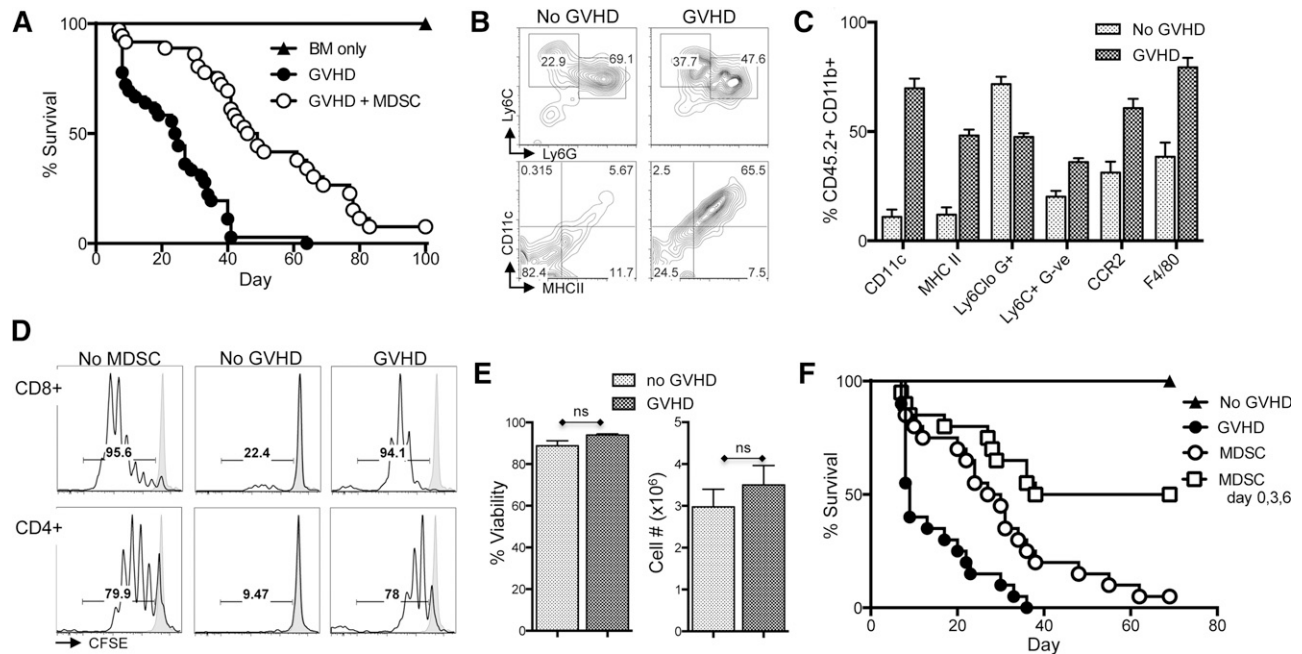 A
BM only
GVHD
GVHD + MDSC
% Survival
100
50
0
0 20 40 60 80 100
Day
B
No GVHD GVHD
22.9 69.1
37.7 47.6
Ly6C
Ly6G
0.315 5.67
82.4 11.7
2.5 65.5
24.5 7.5
CD11c
MHCII
C
No GVHD
GVHD
% CD45.2+ CD11b+
100
80
60
40
20
0
CD11c
MHC II
Ly6Clo G+
Ly6C+ G-ve
CCR2
F4/80
D
No MDSC No GVHD GVHD
CD8+
95.6 22.4 94.1
CD4+
79.9 9.47 78
CFSE
E
no GVHD
GVHD
% Viability
100
80
60
40
20
0
ns
Cell # (x10⁶)
5
4
3
2
1
0
ns
F
No GVHD
GVHD
MDSC
MDSC
day 0,3,6
% Survival
100
50
0
0 20 40 60 80
Day